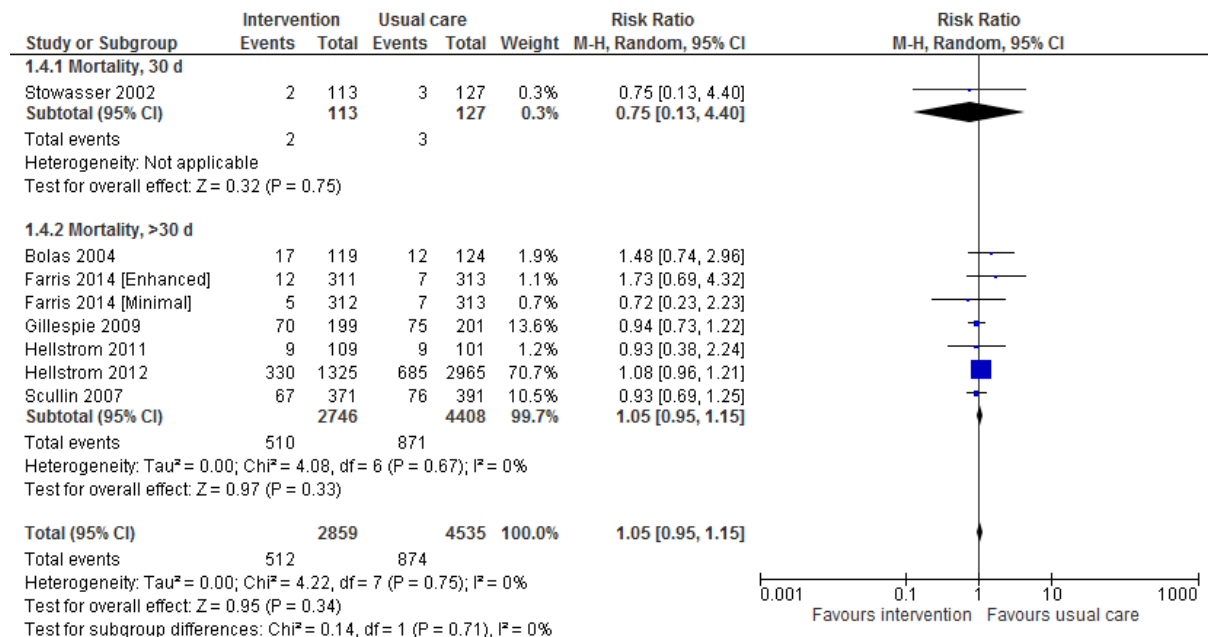 Intervention Usual care Risk Ratio Risk Ratio
Study or Subgroup Events Total Events Total Weight M-H, Random, 95% CI M-H, Random, 95% CI
1.4.1 Mortality, 30 d
Stowasser 2002 2 113 3 127 0.3% 0.75 [0.13, 4.40]
Subtotal (95% CI) 113 127 0.3% 0.75 [0.13, 4.40]
Total events 2 3
Heterogeneity: Not applicable
Test for overall effect: Z = 0.32 (P = 0.75)
1.4.2 Mortality, >30 d
Bolas 2004 17 119 12 124 1.9% 1.48 [0.74, 2.96]
Farris 2014 [Enhanced] 12 311 7 313 1.1% 1.73 [0.69, 4.32]
Farris 2014 [Minimal] 5 312 7 313 0.7% 0.72 [0.23, 2.23]
Gillespie 2009 70 199 75 201 13.6% 0.94 [0.73, 1.22]
Hellstrom 2011 9 109 9 101 1.2% 0.93 [0.38, 2.24]
Hellstrom 2012 330 1325 685 2965 70.7% 1.08 [0.96, 1.21]
Scullin 2007 67 371 76 391 10.5% 0.93 [0.69, 1.25]
Subtotal (95% CI) 2746 4408 99.7% 1.05 [0.95, 1.15]
Total events 510 871
Heterogeneity: Tau² = 0.00; Chi² = 4.08, df = 6 (P = 0.67); I² = 0%
Test for overall effect: Z = 0.97 (P = 0.33)
Total (95% CI) 2859 4535 100.0% 1.05 [0.95, 1.15]
Total events 512 874
Heterogeneity: Tau² = 0.00; Chi² = 4.22, df = 7 (P = 0.75); I² = 0%
Test for overall effect: Z = 0.95 (P = 0.34)
Test for subgroup differences: Chi² = 0.14, df = 1 (P = 0.71), I² = 0%
0.001 0.1 1 10 1000
Favours intervention Favours usual care